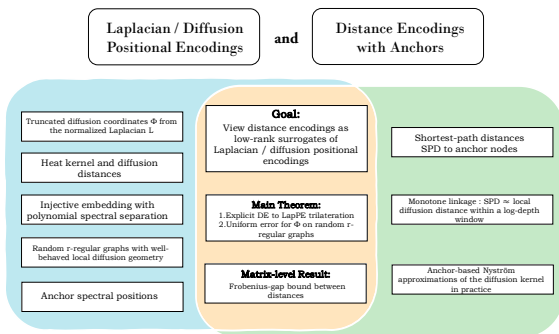 Laplacian / Diffusion
Positional Encodings
and
Distance Encodings
with Anchors
Truncated diffusion coordinates Φ from
the normalized Laplacian L
Heat kernel and diffusion
distances
Injective embedding with
polynomial spectral separation
Random r-regular graphs with well-
behaved local diffusion geometry
Anchor spectral positions
Goal:
View distance encodings as
low-rank surrogates of
Laplacian / diffusion positional
encodings
Main Theorem:
1.Explicit DE to LapPE trilateration
2.Uniform error for Φ on random r-
regular graphs
Matrix-level Result:
Frobenius-gap bound between
distances
Shortest-path distances
SPD to anchor nodes
Monotone linkage : SPD ≈ local
diffusion distance within a log-depth
window
Anchor-based Nyström
approximations of the diffusion kernel
in practice